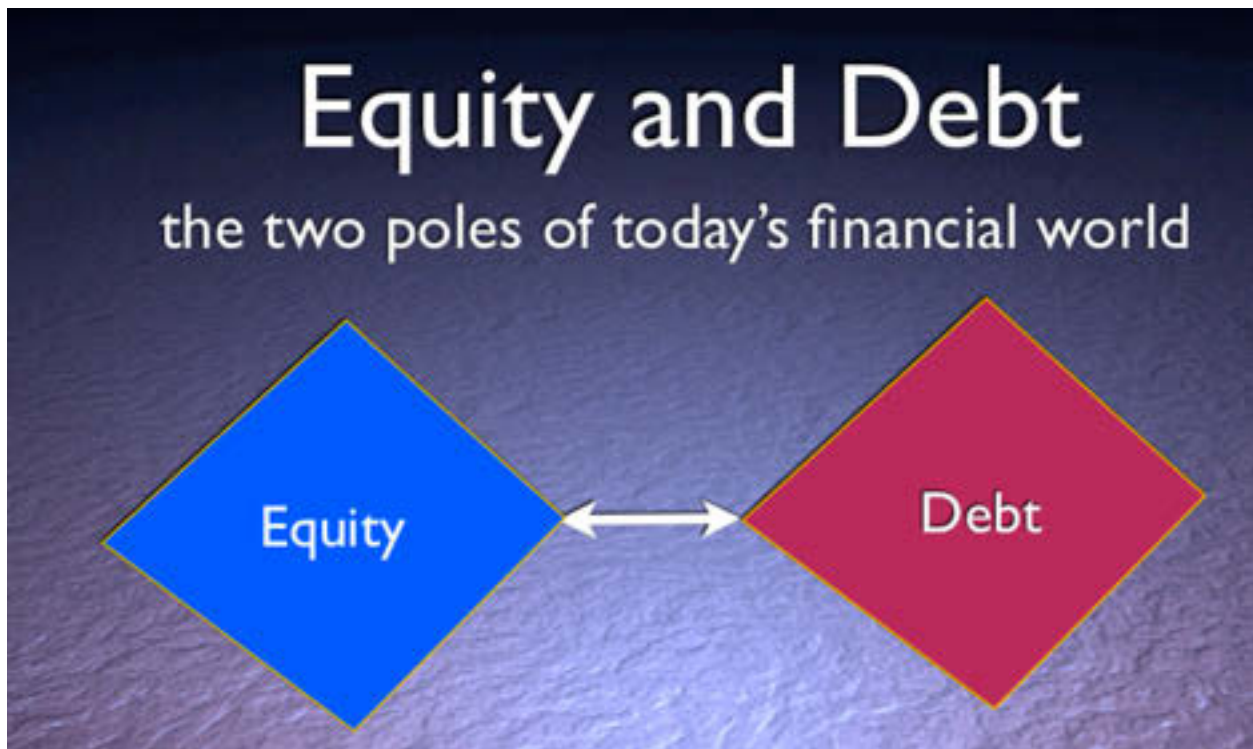 Equity and Debt
the two poles of today’s financial world
Equity
Debt